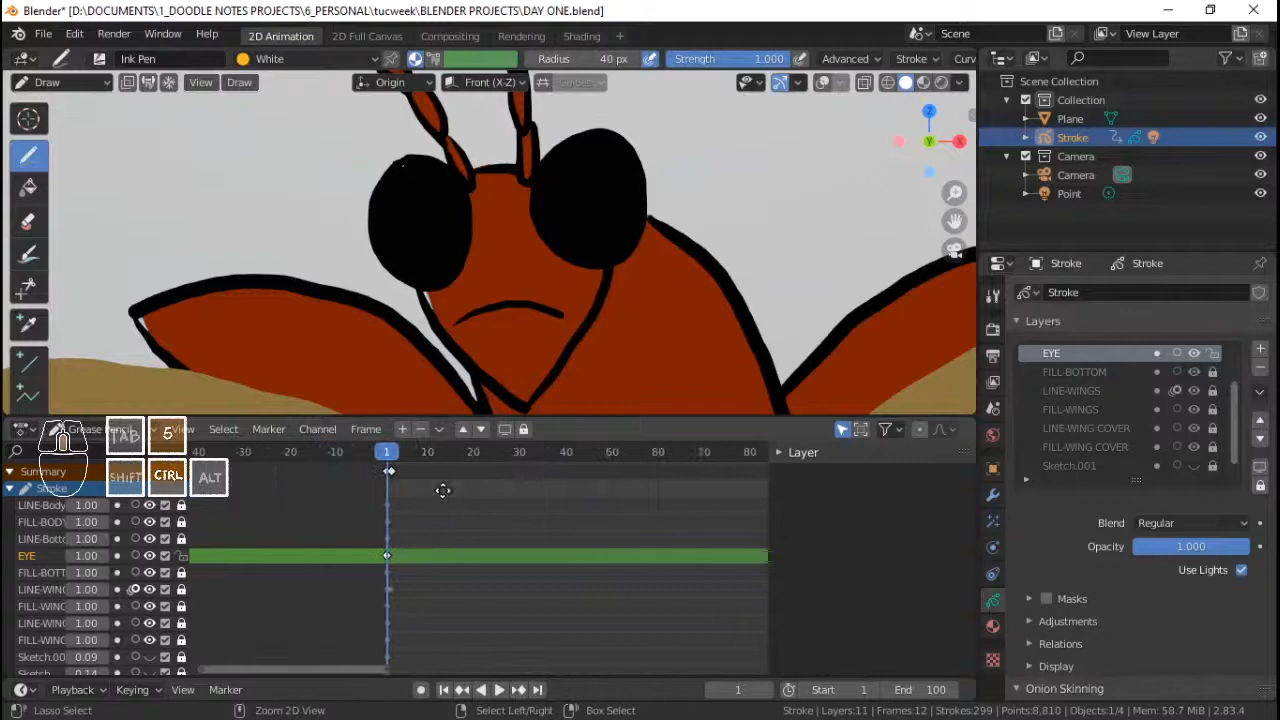 Blender* [D:\DOCUMENTS\1_DOODLE NOTES PROJECTS\6_PERSONAL\tucweek\BLENDER PROJECTS\DAY ONE.blend]
File Edit Render Window Help 2D Animation 2D Full Canvas Compositing Rendering Shading + Scene View Layer
Ink Pen White Radius 40 px Strength 1.000 Advanced Stroke Curv
Draw View Draw Origin Front (X-Z) Guides
Scene Collection
Collection
Plane
Stroke
Camera
Camera
Point
Z
X
Y
Stroke Stroke
Stroke
Layers
EYE
FILL-BOTTOM
LINE-WINGS
FILL-WINGS
LINE-WING COVER
FILL-WING COVER
Sketch.001
Blend Regular
Opacity 1.000
Use Lights
Masks
Adjustments
Relations
Display
Onion Skinning
Grease Pencil View Select Marker Channel Frame
TAB 5
SHIFT CTRL ALT
40 -30 -20 -10 1 10 20 30 40 50 60 70 80
Layer
Summary
Stroke
LINE-Body 1.00
FILL-BODY 1.00
LINE-Botto 1.00
EYE 1.00
FILL-BOTT 1.00
LINE-WING 1.00
FILL-WING 1.00
LINE-WING 1.00
FILL-WING 1.00
Sketch.00 0.09
Sketch 0.14
Playback Keying View Marker 1 Start 1 End 100
Lasso Select Zoom 2D View Select Left/Right Box Select Stroke | Layers:11 | Frames:12 | Strokes:299 | Points:8,810 | Objects:1/4 | Mem: 58.7 MiB | 2.83.4